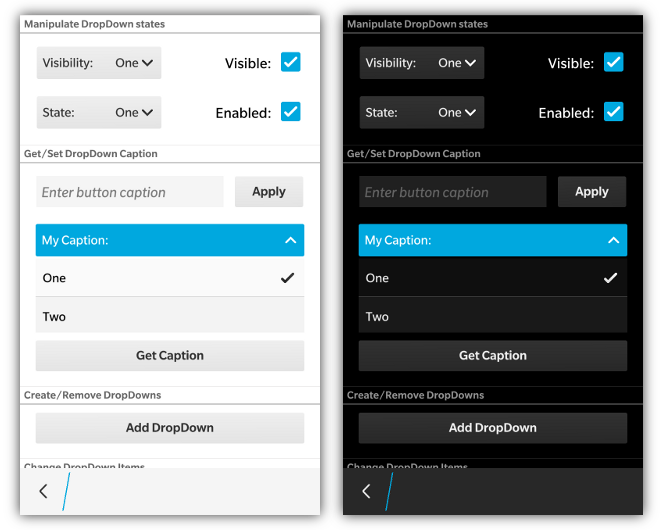 Manipulate DropDown states
Visibility: One Visible:
State: One Enabled:
Get/Set DropDown Caption
Enter button caption Apply
My Caption:
One
Two
Get Caption
Create/Remove DropDowns
Add DropDown
Change DropDown Items
Manipulate DropDown states
Visibility: One Visible:
State: One Enabled:
Get/Set DropDown Caption
Enter button caption Apply
My Caption:
One
Two
Get Caption
Create/Remove DropDowns
Add DropDown
Change DropDown Items